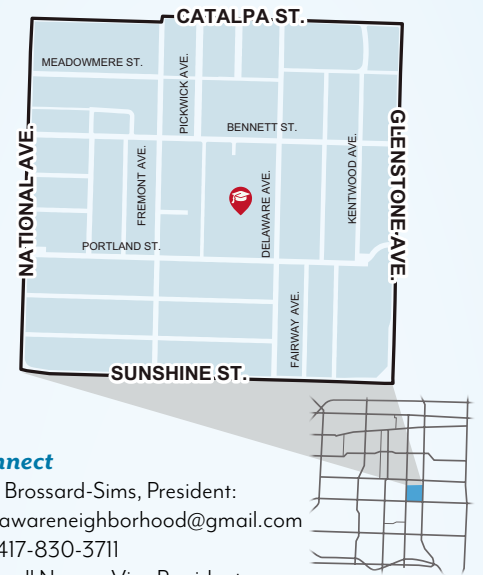 CATALPA ST.
MEADOWMERE ST.
PICKWICK AVE.
BENNETT ST.
NATIONAL AVE.
GLENSTONE AVE.
FREMONT AVE.
KENTWOOD AVE.
DELAWARE AVE.
PORTLAND ST.
FAIRWAY AVE.
SUNSHINE ST.
Brossard-Sims, President:
awareneighborhood@gmail.com
417-830-3711